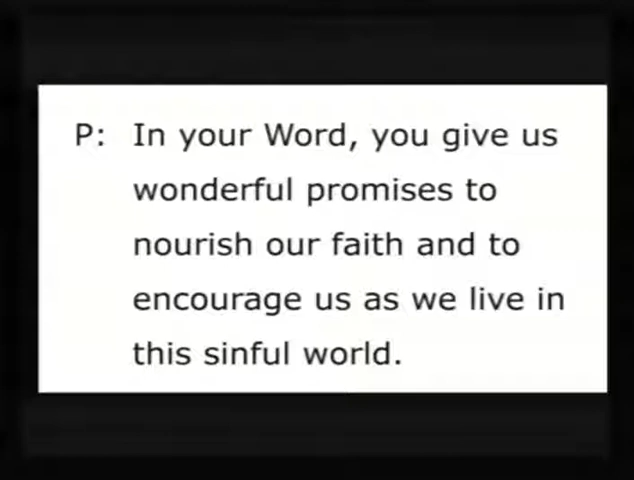 P: In your Word, you give us
wonderful promises to
nourish our faith and to
encourage us as we live in
this sinful world.